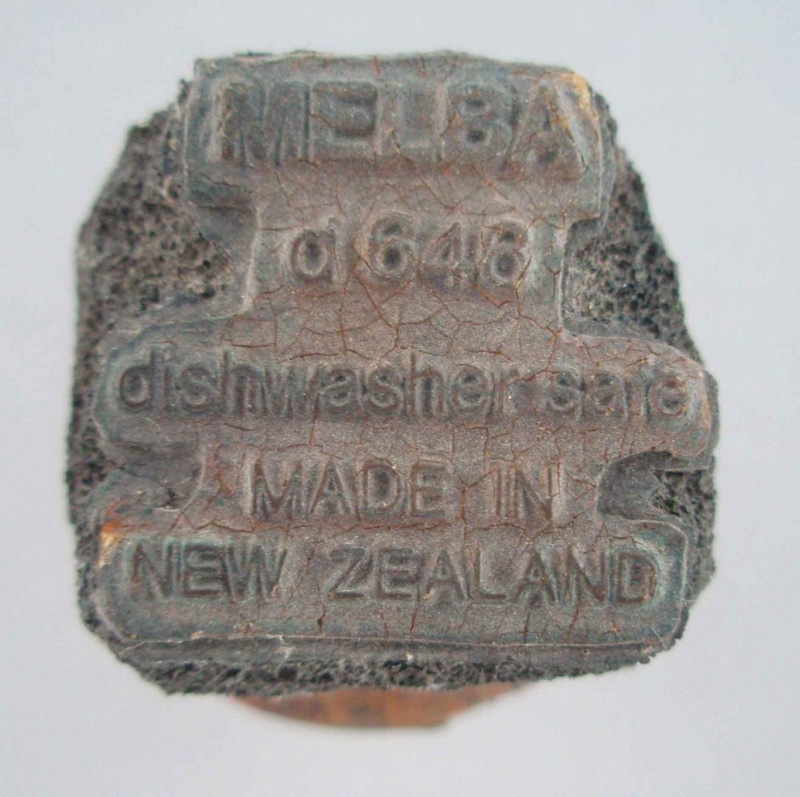 MELBA
d 646
dishwasher safe
MADE IN
NEW ZEALAND